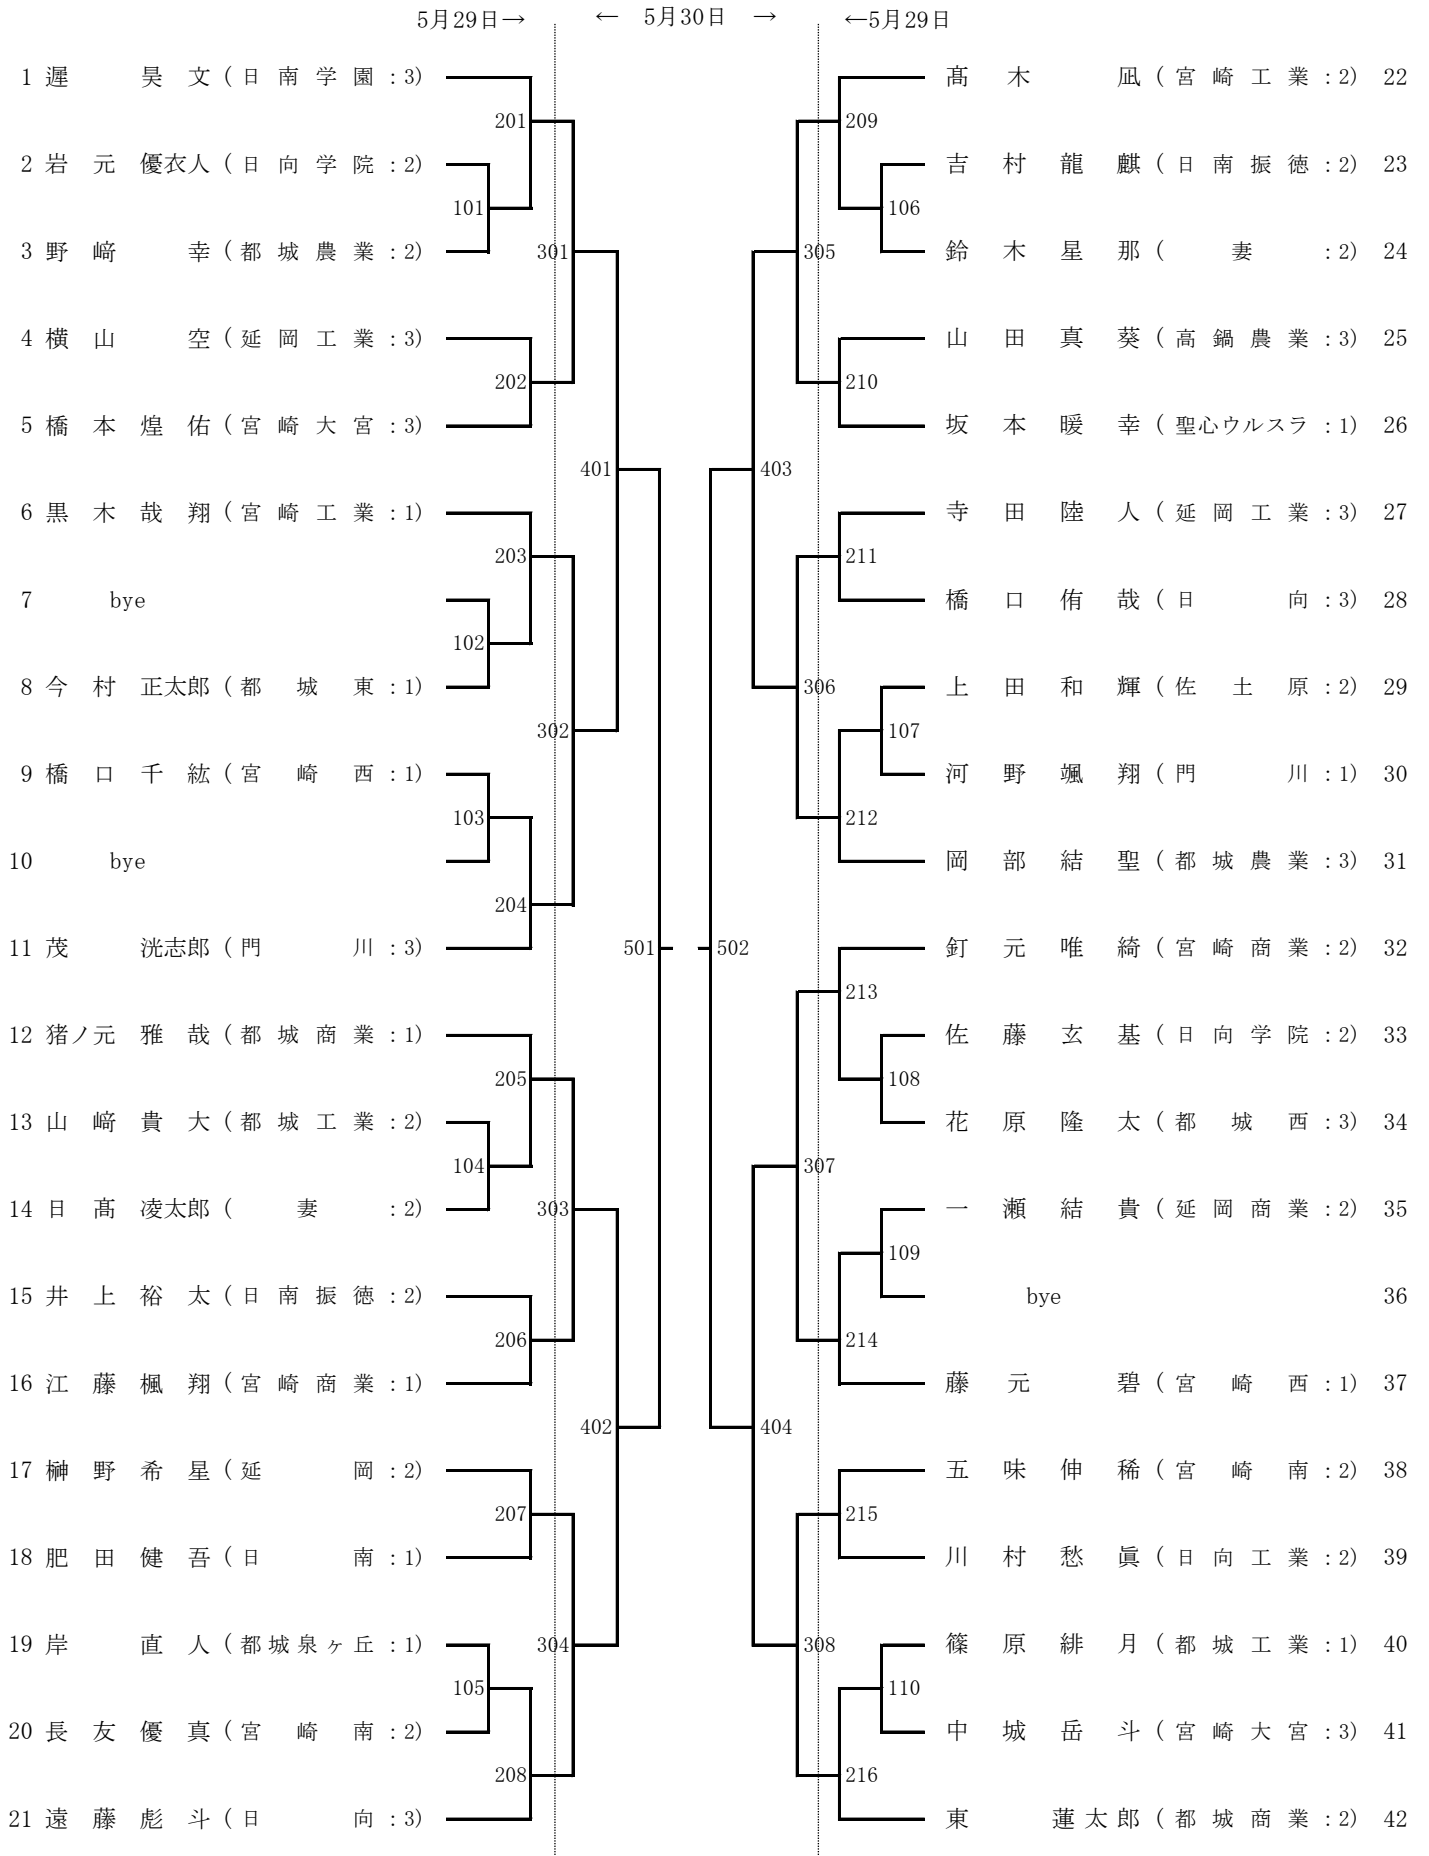 5月29日→ ← 5月30日 → ←5月29日
1 遅 昊 文 ( 日 南 学 園 : 3)
201
2 岩 元 優衣人 ( 日 向 学 院 : 2)
101
3 野 﨑 幸 ( 都 城 農 業 : 2)
301
4 横 山 空 ( 延 岡 工 業 : 3)
202
5 橋 本 煌 佑 ( 宮 崎 大 宮 : 3)
401
6 黒 木 哉 翔 ( 宮 崎 工 業 : 1)
203
7 bye
102
8 今 村 正太郎 ( 都 城 東 : 1)
302
9 橋 口 千 紘 ( 宮 崎 西 : 1)
103
10 bye
204
11 茂 洸志郎 ( 門 川 : 3)
501
12 猪ノ元 雅 哉 ( 都 城 商 業 : 1)
205
13 山 﨑 貴 大 ( 都 城 工 業 : 2)
104
14 日 髙 凌太郎 ( 妻 : 2)
303
15 井 上 裕 太 ( 日 南 振 徳 : 2)
206
16 江 藤 楓 翔 ( 宮 崎 商 業 : 1)
402
17 榊 野 希 星 ( 延 岡 : 2)
207
18 肥 田 健 吾 ( 日 南 : 1)
19 岸 直 人 ( 都 城 泉 ヶ 丘 : 1)
304
105
20 長 友 優 真 ( 宮 崎 南 : 2)
208
21 遠 藤 彪 斗 ( 日 向 : 3)
髙 木 凪 ( 宮 崎 工 業 : 2) 22
209
吉 村 龍 麒 ( 日 南 振 徳 : 2) 23
106
鈴 木 星 那 ( 妻 : 2) 24
305
山 田 真 葵 ( 高 鍋 農 業 : 3) 25
210
坂 本 暖 幸 ( 聖心ウルスラ : 1) 26
403
寺 田 陸 人 ( 延 岡 工 業 : 3) 27
211
橋 口 侑 哉 ( 日 向 : 3) 28
上 田 和 輝 ( 佐 土 原 : 2) 29
306
107
河 野 颯 翔 ( 門 川 : 1) 30
212
岡 部 結 聖 ( 都 城 農 業 : 3) 31
502
釘 元 唯 綺 ( 宮 崎 商 業 : 2) 32
213
佐 藤 玄 基 ( 日 向 学 院 : 2) 33
108
花 原 隆 太 ( 都 城 西 : 3) 34
307
一 瀬 結 貴 ( 延 岡 商 業 : 2) 35
109
bye 36
214
藤 元 碧 ( 宮 崎 西 : 1) 37
404
五 味 伸 稀 ( 宮 崎 南 : 2) 38
215
川 村 愁 眞 ( 日 向 工 業 : 2) 39
308
篠 原 緋 月 ( 都 城 工 業 : 1) 40
110
中 城 岳 斗 ( 宮 崎 大 宮 : 3) 41
216
東 蓮 太 郎 ( 都 城 商 業 : 2) 42